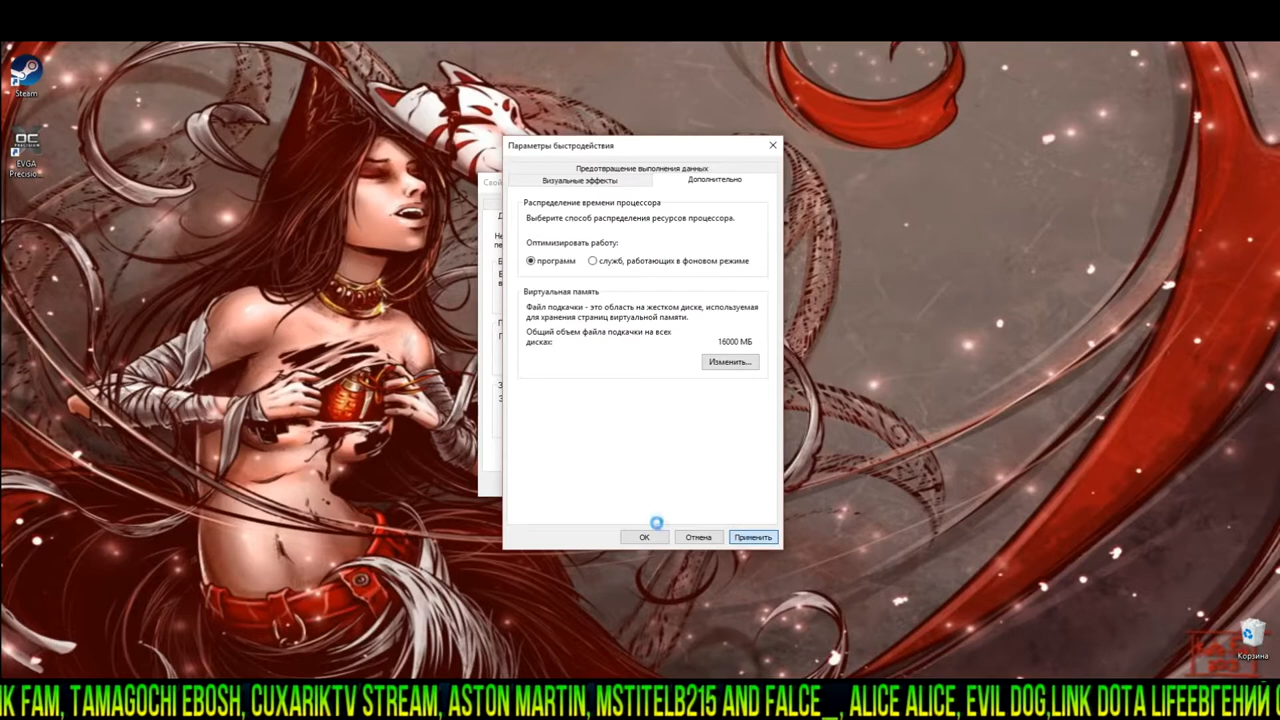 Steam
EVGA
Precisio...
Параметры быстродействия
Предотвращение выполнения данных
Визуальные эффекты
Дополнительно
Распределение времени процессора
Выберите способ распределения ресурсов процессора.
Оптимизировать работу:
программ
служб, работающих в фоновом режиме
Виртуальная память
Файл подкачки - это область на жестком диске, используемая
для хранения страниц виртуальной памяти.
Общий объем файла подкачки на всех
дисках:
16000 МБ
Изменить...
ОК
Отмена
Применить
Корзина
IK FAM, TAMAGOCHI EBOSH, CUXARIKTV STREAM, ASTON MARTIN, MSTITELB215 AND FALCE_, ALICE ALICE, EVIL DOG,LINK DOTA LIFEЕВГЕНИЙ